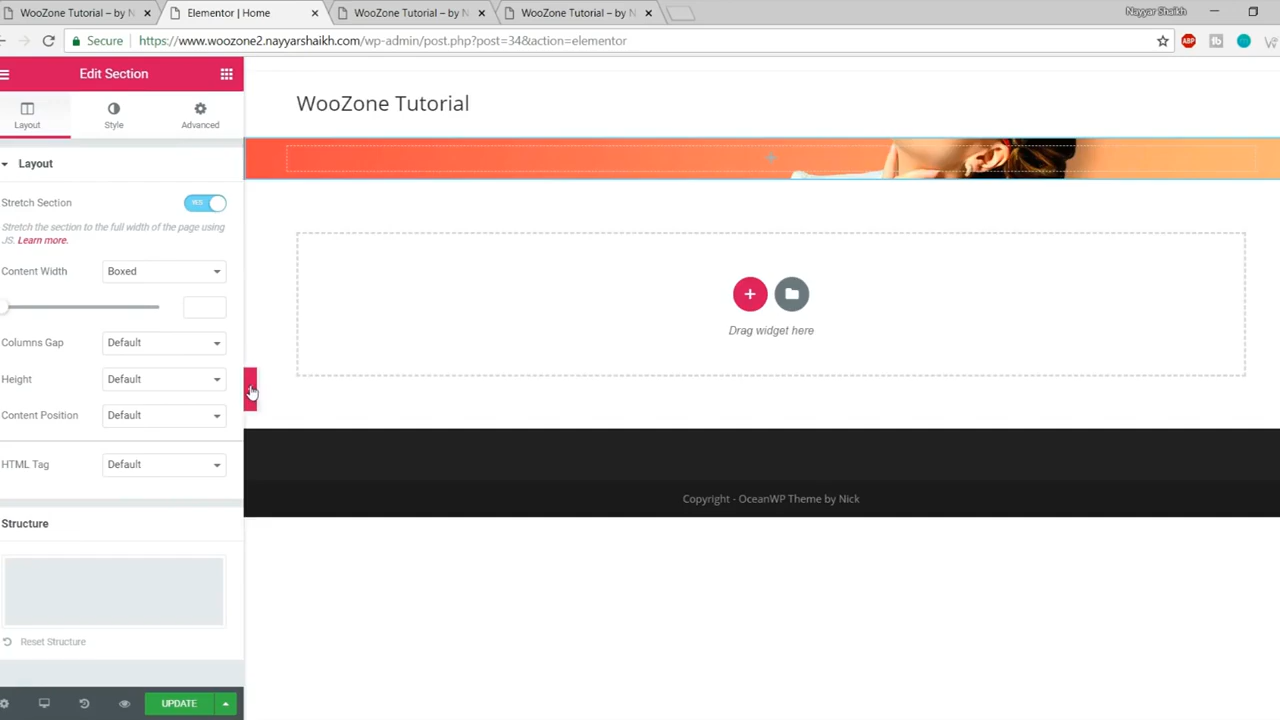 WooZone Tutorial – by N
Elementor | Home
WooZone Tutorial – by N
WooZone Tutorial – by N
Nayyar Shaikh
Secure
https://www.woozone2.nayyarshaikh.com/wp-admin/post.php?post=34&action=elementor
ABP
Edit Section
Layout
Style
Advanced
Layout
Stretch Section
YES
Stretch the section to the full width of the page using
JS. Learn more.
Content Width
Boxed
Columns Gap
Default
Height
Default
Content Position
Default
HTML Tag
Default
Structure
Reset Structure
UPDATE
WooZone Tutorial
Drag widget here
Copyright - OceanWP Theme by Nick